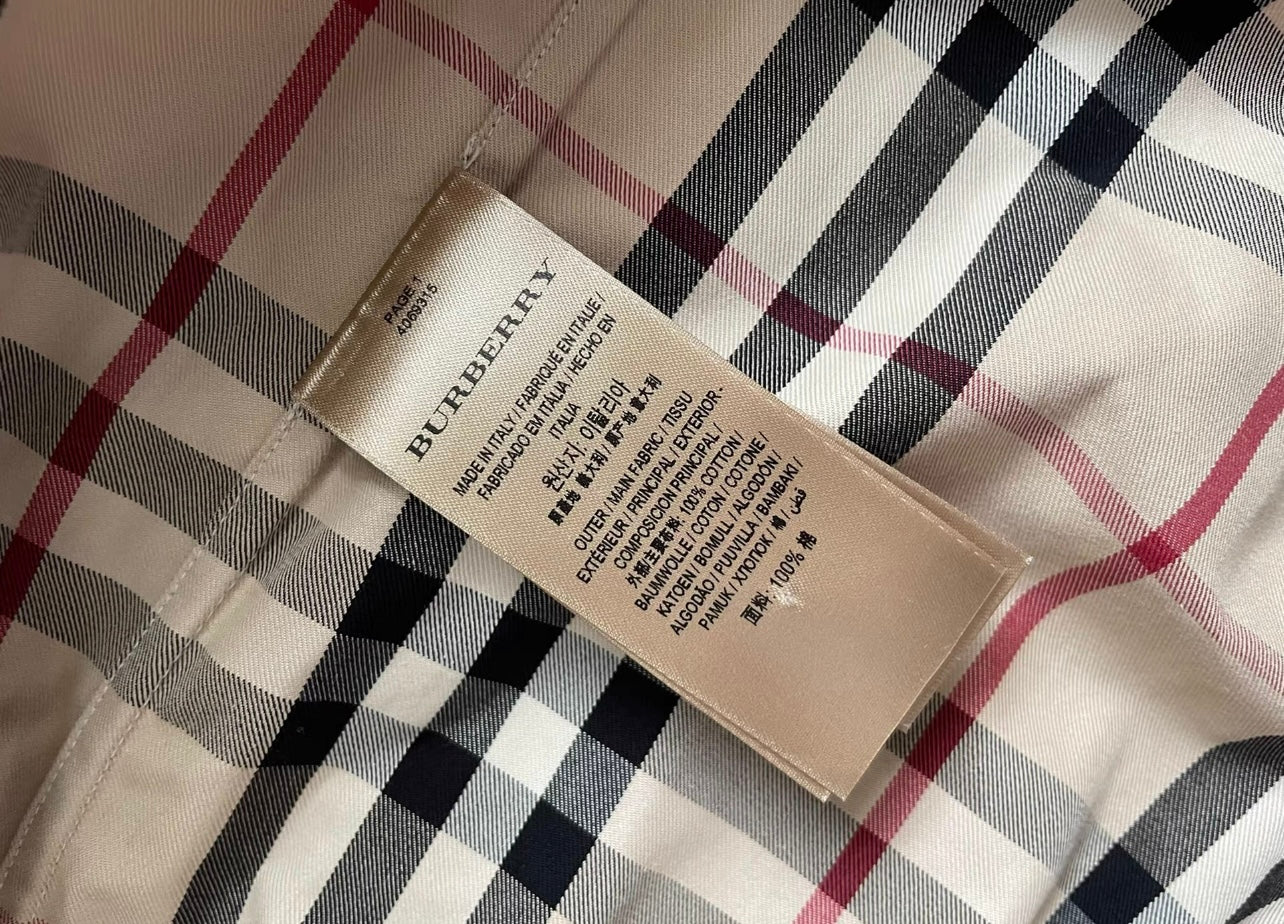 PAGE 1
4069315
BURBERRY
MADE IN ITALY / FABRIQUE EN ITALIE /
FABRICADO EM ITALIA / HECHO EN
ITALIA
원산지: 이탈리아
原產地 義大利 / 原产地 意大利
OUTER / MAIN FABRIC / TISSU
EXTÉRIEUR / PRINCIPAL / EXTERIOR -
COMPOSICION PRINCIPAL /
外部/主要布料: 100% COTTON /
BAUMWOLLE / COTON / COTONE /
KATOEN / BOMULL / ALGODÓN /
ALGODÃO / PUUVILLA / BAMBAKI /
PAMUK / ХЛОПОК / 棉 / قطن
面料: 100% 棉